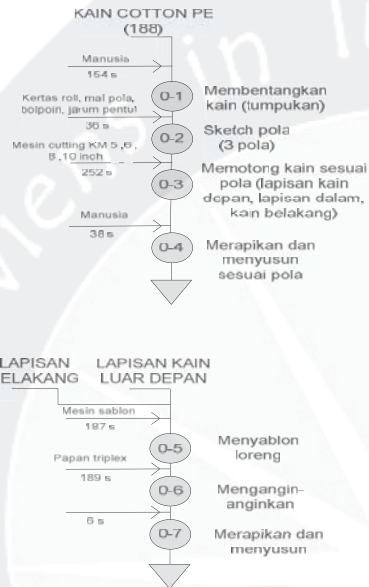 KAIN COTTON PE
(188)
Manusia
154 s
0-1
Membentangkan
kain (tumpukan)
Kertas roll, mal pola,
bolpoin, jarum pentul
36 s
0-2
Sketch pola
(3 pola)
Mesin cutting KM 5 ,6 ,
8 ,10 inch
252 s
0-3
Memotong kain sesuai
pola (lapisan kain
depan, lapisan dalam,
kain belakang)
Manusia
38 s
0-4
Merapikan dan
menyusun
sesuai pola
LAPISAN
ELAKANG
LAPISAN KAIN
LUAR DEPAN
Mesin sablon
187 s
0-5
Menyablon
loreng
Papan triplex
189 s
0-6
Mengangin-
anginkan
6 s
0-7
Merapikan dan
menyusun